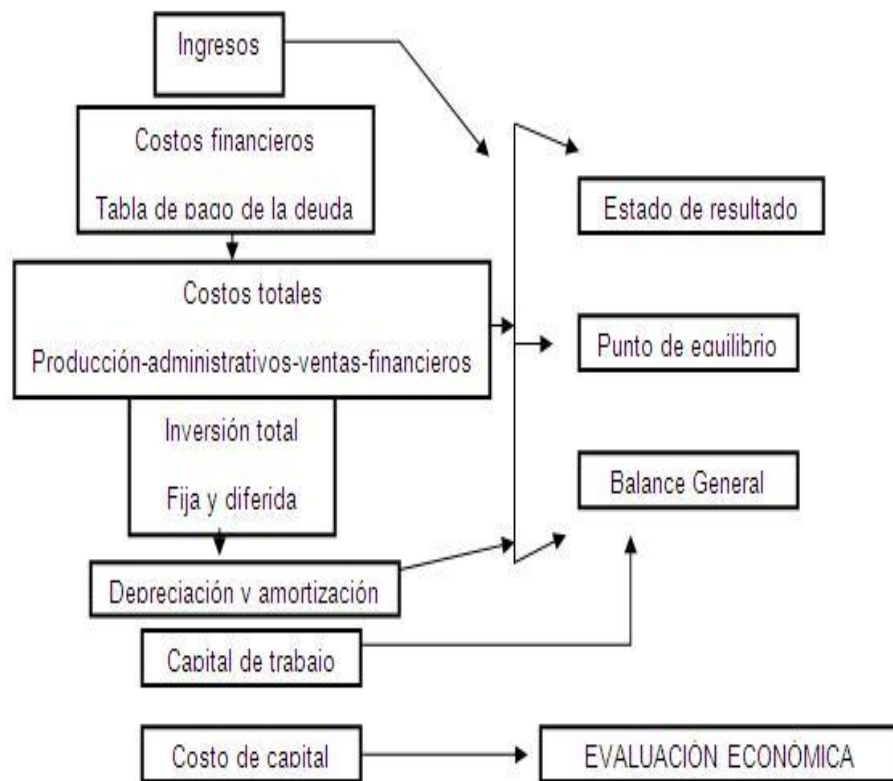 Ingresos
Costos financieros
Tabla de pago de la deuda
Estado de resultado
Costos totales
Producción-administrativos-ventas-financieros
Punto de equilibrio
Inversión total
Fija y diferida
Balance General
Depreciación y amortización
Capital de trabajo
Costo de capital
EVALUACIÓN ECONÓMICA